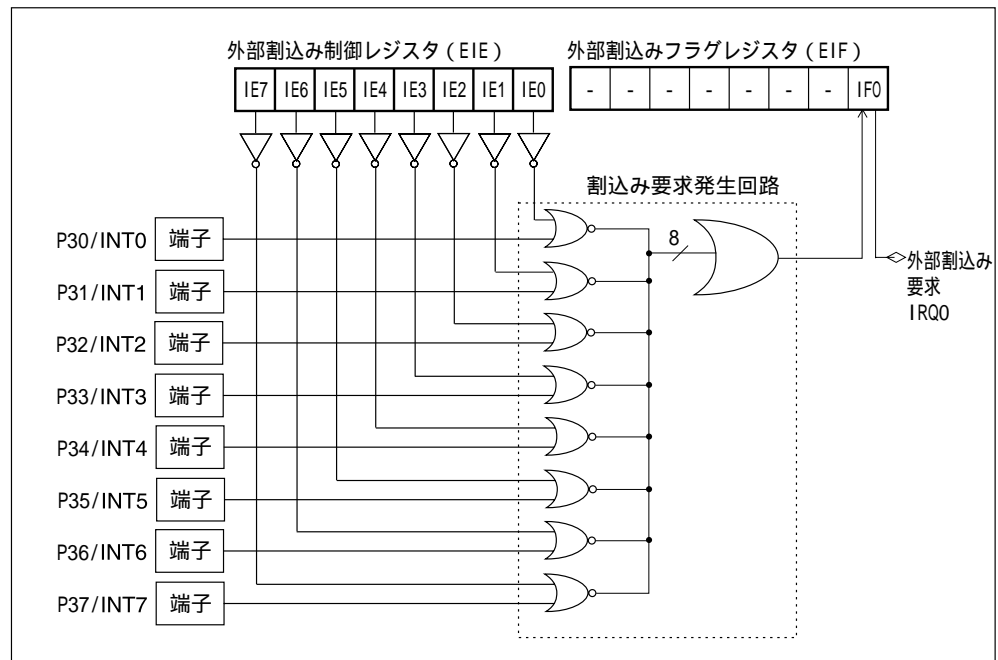 外部割込み制御レジスタ(EIE)
外部割込みフラグレジスタ(EIF)
IE7 IE6 IE5 IE4 IE3 IE2 IE1 IE0
- - - - - - - IF0
割込み要求発生回路
P30/INT0 端子
8
外部割込み
要求
IRQ0
P31/INT1 端子
P32/INT2 端子
P33/INT3 端子
P34/INT4 端子
P35/INT5 端子
P36/INT6 端子
P37/INT7 端子